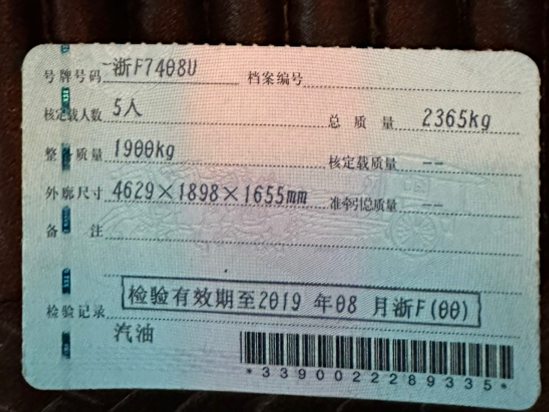 号牌号码 浙F7408U 档案编号
核定载人数 5人 总质量 2365kg
整备质量 1900kg 核定载质量 --
外廓尺寸 4629×1898×1655mm 准牵引总质量 --
备注
检验记录 检验有效期至2019年08月浙F(00)
汽油
*3390022289335*